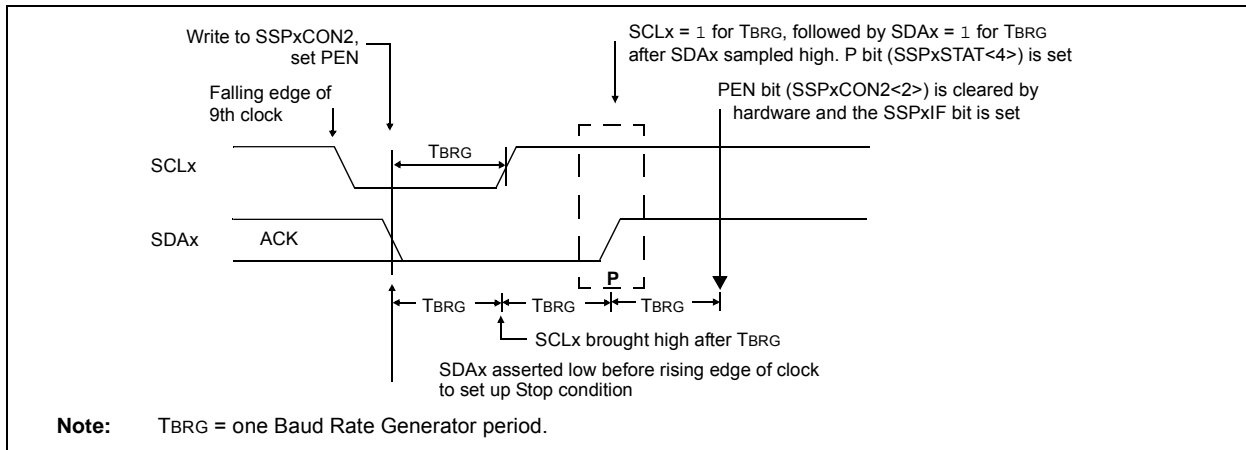 Write to SSPxCON2,
set PEN
SCLx = 1 for TBRG, followed by SDAx = 1 for TBRG
after SDAx sampled high. P bit (SSPxSTAT<4>) is set
Falling edge of
9th clock
PEN bit (SSPxCON2<2>) is cleared by
hardware and the SSPxIF bit is set
TBRG
SCLx
SDAx
ACK
P
TBRG
TBRG
TBRG
SCLx brought high after TBRG
SDAx asserted low before rising edge of clock
to set up Stop condition
Note: TBRG = one Baud Rate Generator period.